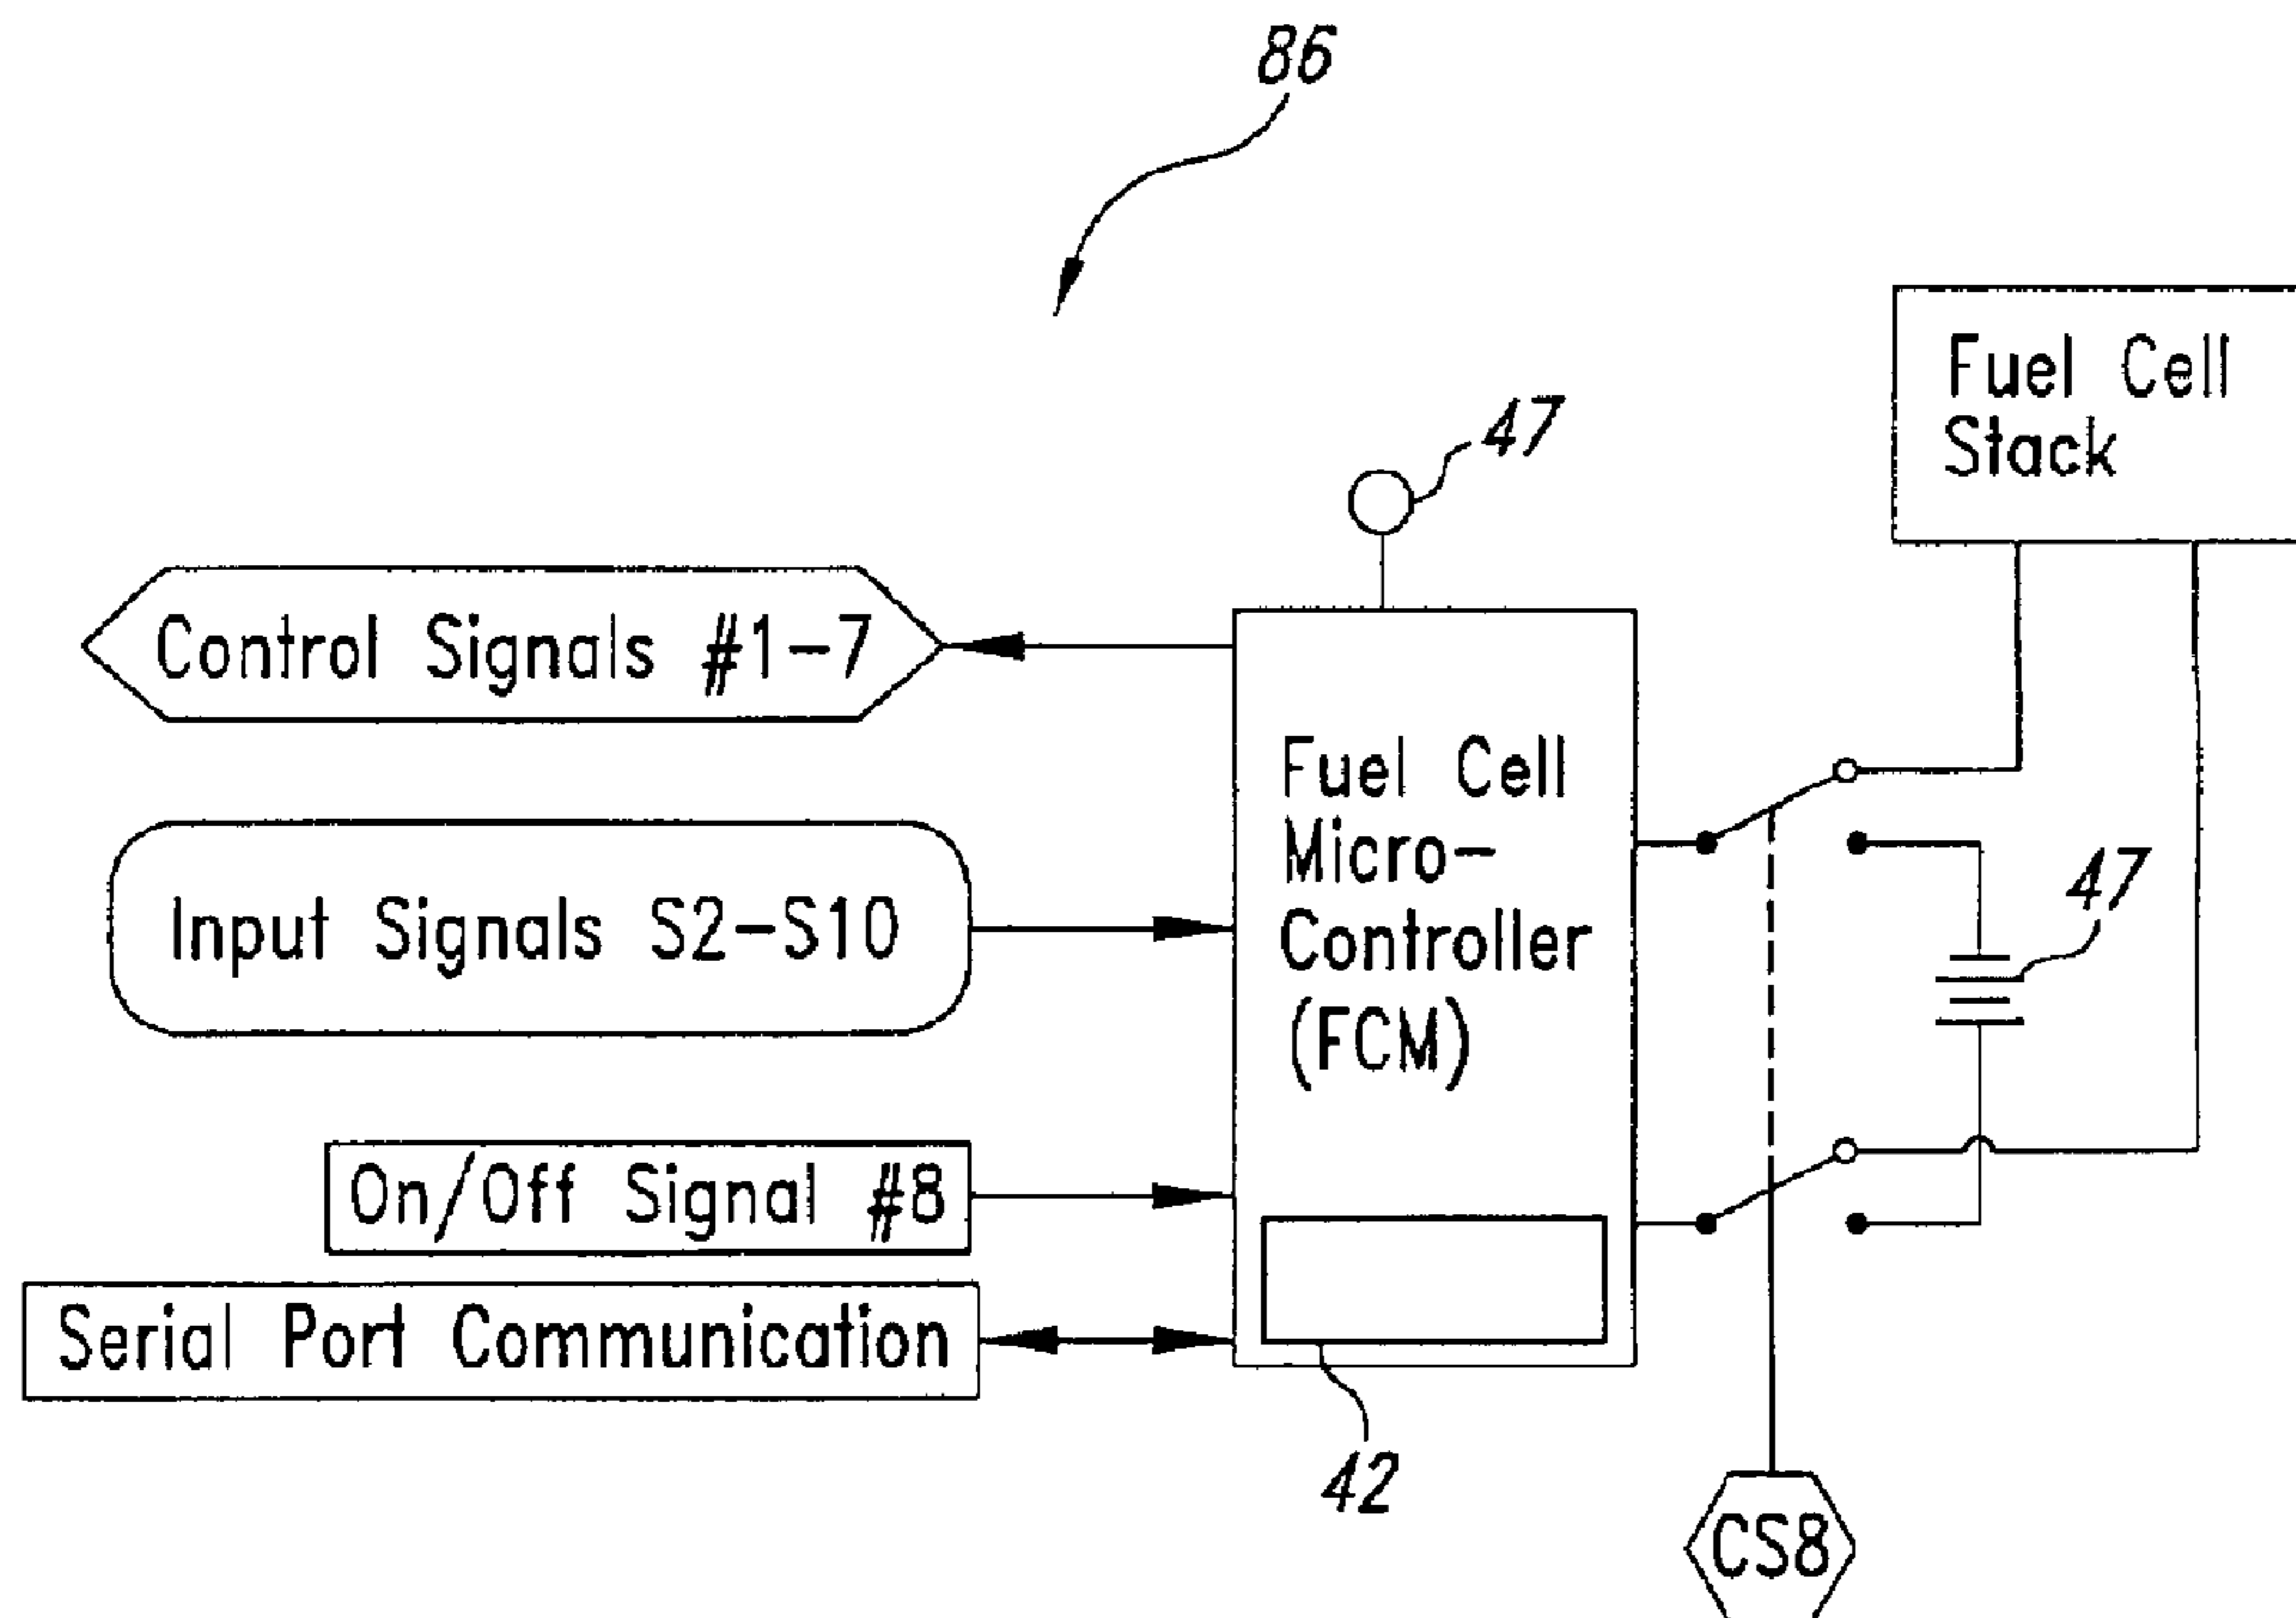 86
Fuel Cell
Stack
47
Control Signals #1-7
Fuel Cell
Micro-
Controller
(FCM)
47
Input Signals S2-S10
On/Off Signal #8
Serial Port Communication
42
CS8